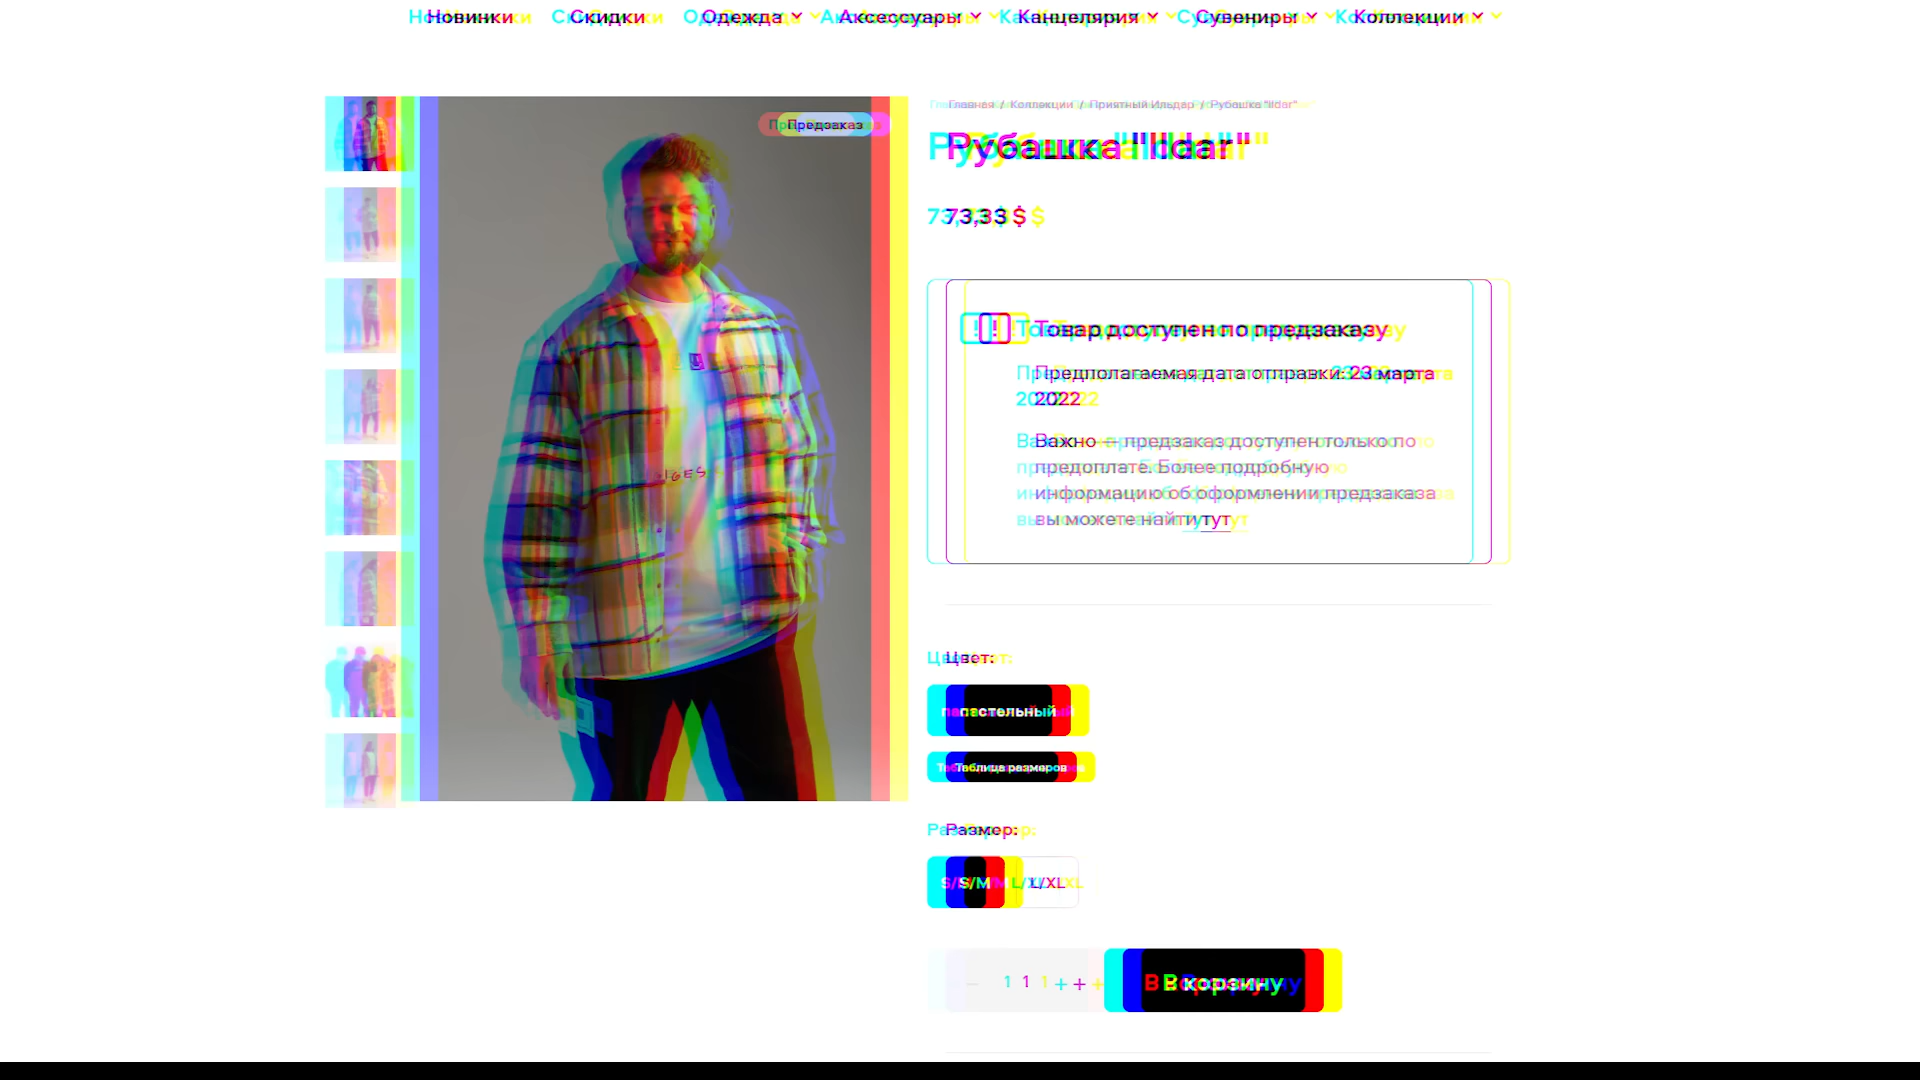 Новинки Скидки Одежда Аксессуары Канцелярия Сувениры Коллекции
Главная / Коллекции / Приятный Ильдар / Рубашка "Ildar"
Предзаказ
Рубашка "Ildar"
73,33 $
! Товар доступен по предзаказу
Предполагаемая дата отправки: 23 марта
2022
Важно — предзаказ доступен только по
предоплате. Более подробную
информацию об оформлении предзаказа
вы можете найти тут
Цвет:
пастельный
Таблица размеров
Размер:
S/M L/XL
− 1 + В корзину